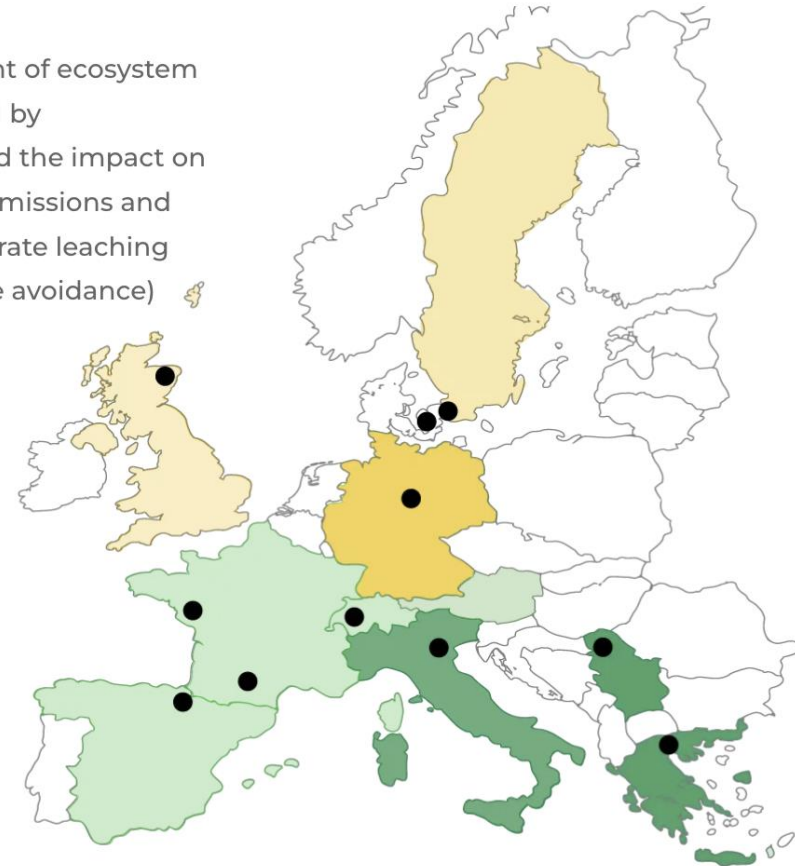 nt of ecosystem
by
d the impact on
missions and
rate leaching
e avoidance)